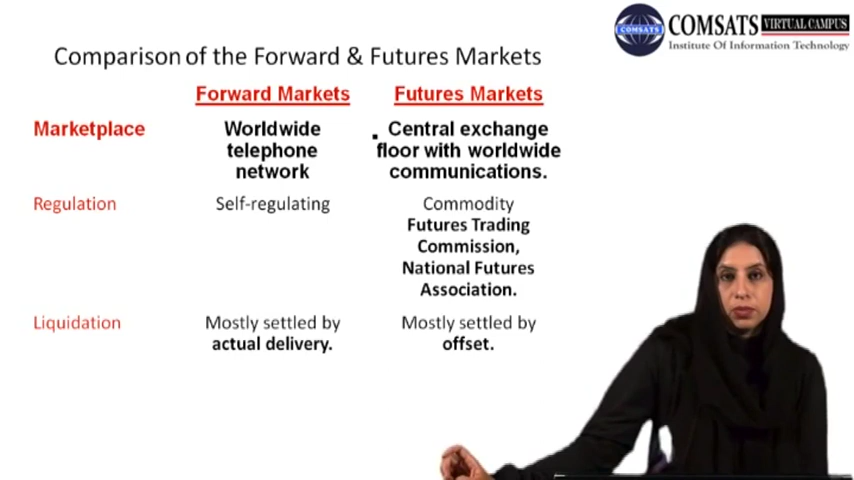 COMSATS VIRTUAL CAMPUS
COMSATS
Institute Of Information Technology
Comparison of the Forward & Futures Markets
Forward Markets Futures Markets
Marketplace Worldwide Central exchange
telephone floor with worldwide
network communications.
Regulation Self-regulating Commodity
Futures Trading
Commission,
National Futures
Association.
Liquidation Mostly settled by Mostly settled by
actual delivery. offset.